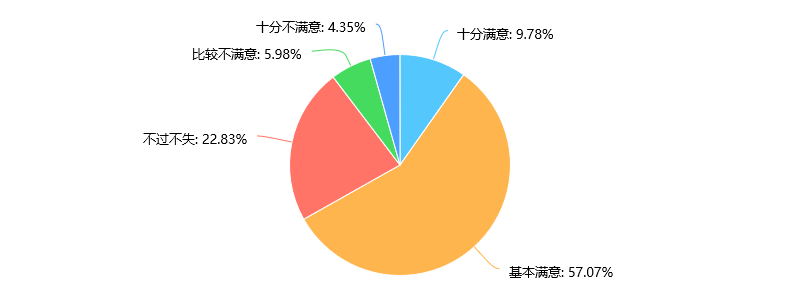 十分不满意: 4.35%
十分满意: 9.78%
比较不满意: 5.98%
不过不失: 22.83%
基本满意: 57.07%